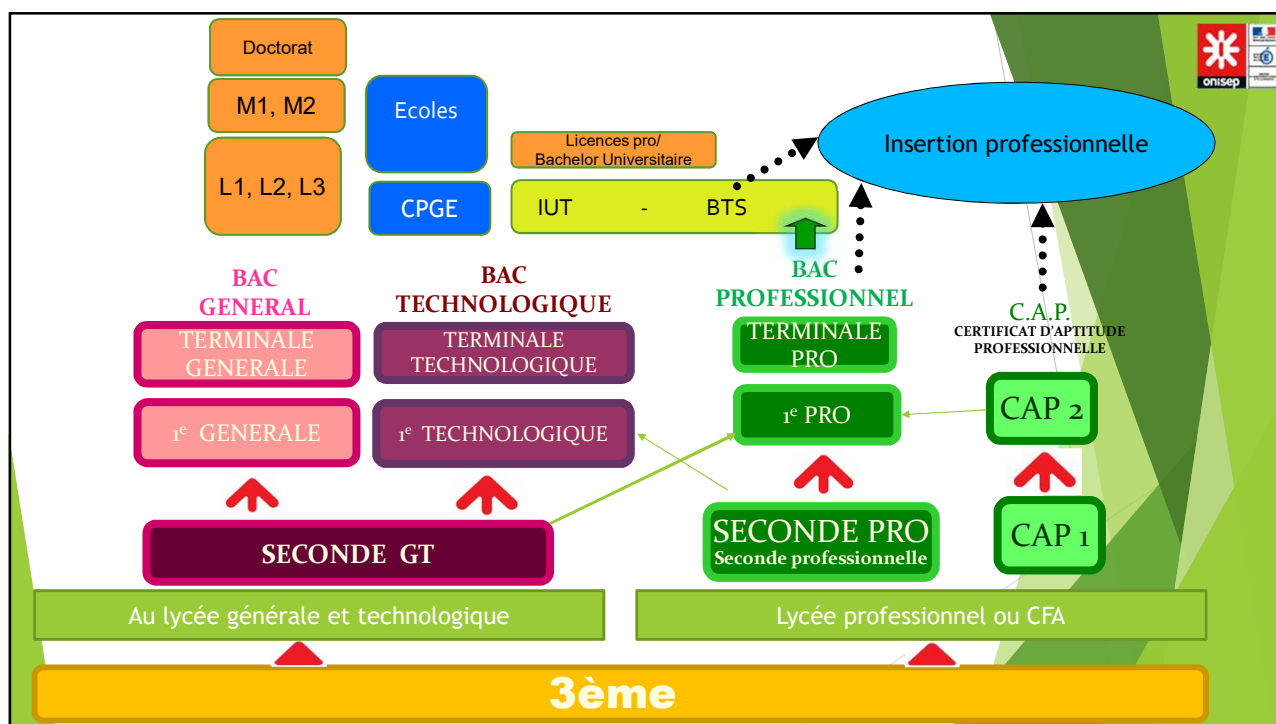 Doctorat
M1, M2
L1, L2, L3
Ecoles
CPGE
Licences pro/
Bachelor Universitaire
IUT - BTS
Insertion professionnelle
onisep
BAC
GENERAL
BAC
TECHNOLOGIQUE
BAC
PROFESSIONNEL
C.A.P.
CERTIFICAT D'APTITUDE
PROFESSIONNELLE
TERMINALE
GENERALE
TERMINALE
TECHNOLOGIQUE
TERMINALE
PRO
1e GENERALE
1e TECHNOLOGIQUE
1e PRO
CAP 2
SECONDE GT
SECONDE PRO
Seconde professionnelle
CAP 1
Au lycée générale et technologique
Lycée professionnel ou CFA
3ème